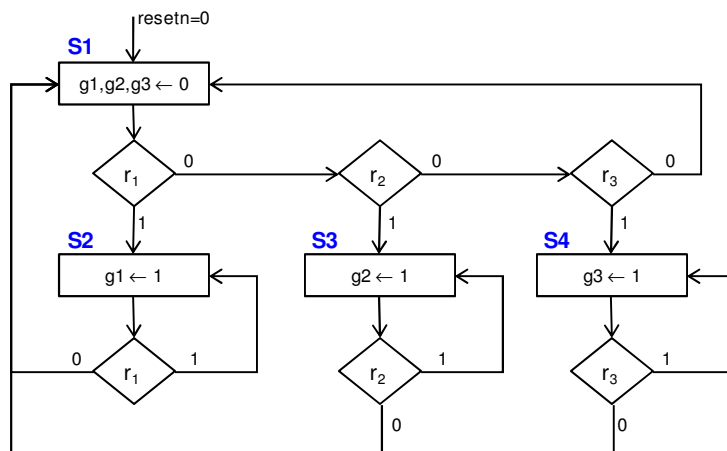 resetn=0
S1
g1,g2,g3 ← 0
r₁
0
r₂
0
r₃
0
1
1
1
S2
S3
S4
g1 ← 1
g2 ← 1
g3 ← 1
0
r₁
1
r₂
1
r₃
1
0
0